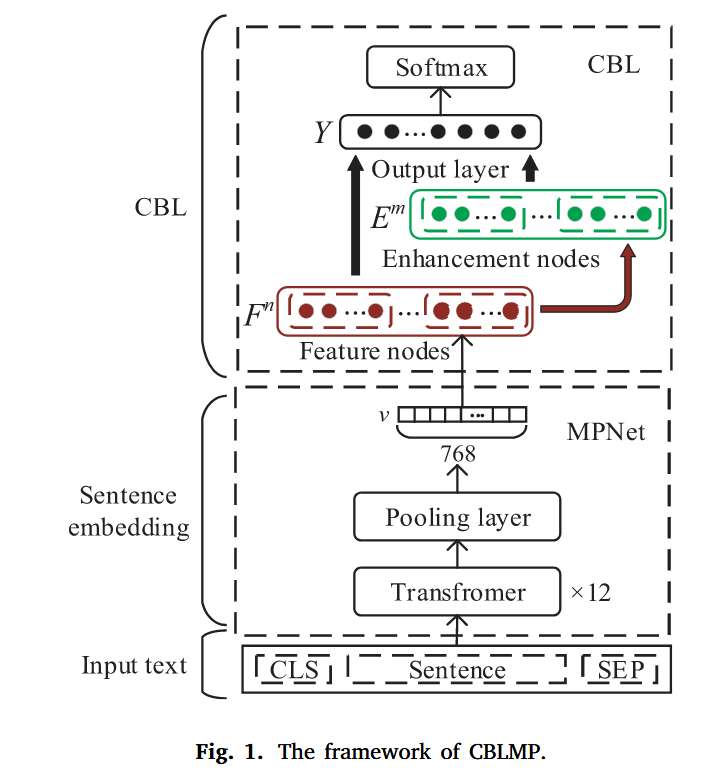 CBL
Softmax
CBL
Y
Output layer
E^m
Enhancement nodes
F^n
Feature nodes
v
768
MPNet
Sentence
embedding
Pooling layer
Transfromer
×12
Input text
CLS
Sentence
SEP
Fig. 1. The framework of CBLMP.